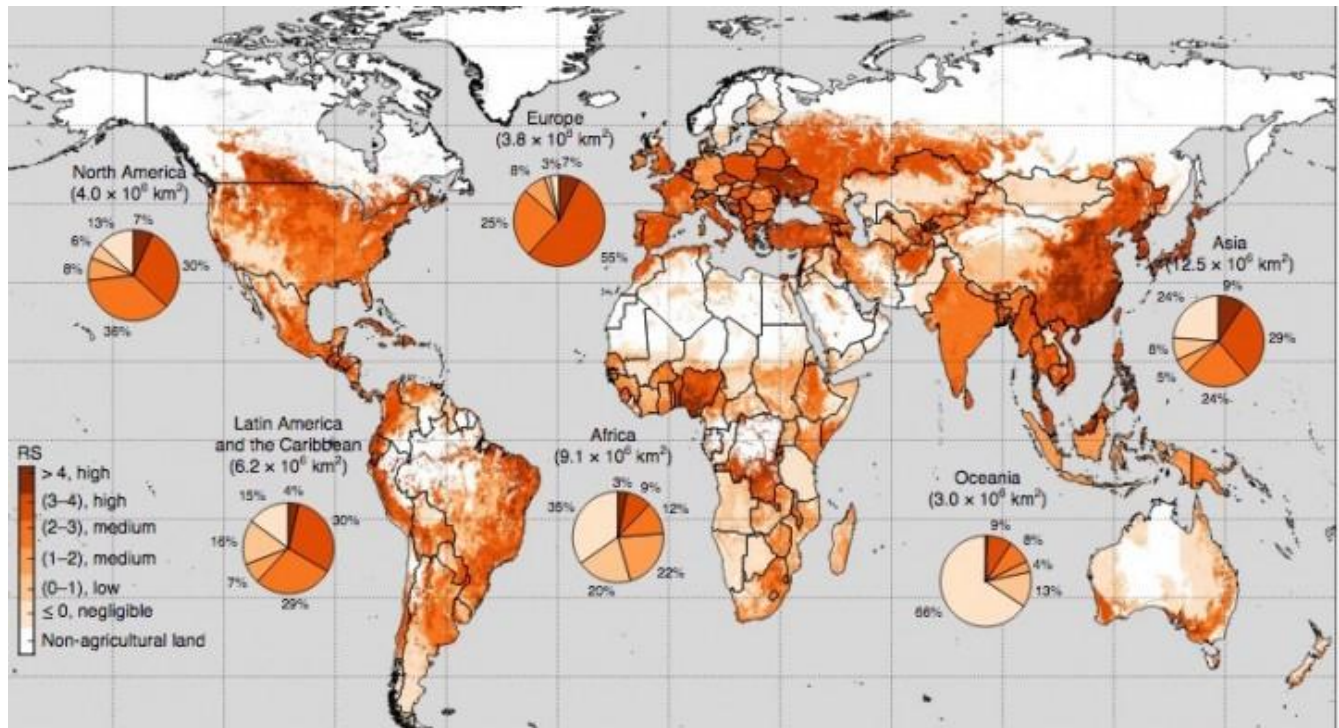 Europe
(3.8 × 10⁶ km²)
8%
3%
7%
25%
55%
North America
(4.0 × 10⁶ km²)
13%
7%
6%
30%
8%
36%
Asia
(12.5 × 10⁶ km²)
9%
24%
29%
8%
5%
24%
Latin America
and the Caribbean
(6.2 × 10⁶ km²)
15%
4%
30%
16%
7%
29%
Africa
(9.1 × 10⁶ km²)
3%
9%
35%
12%
22%
20%
Oceania
(3.0 × 10⁶ km²)
9%
8%
4%
13%
66%
RS
> 4, high
(3–4), high
(2–3), medium
(1–2), medium
(0–1), low
≤ 0, negligible
Non-agricultural land